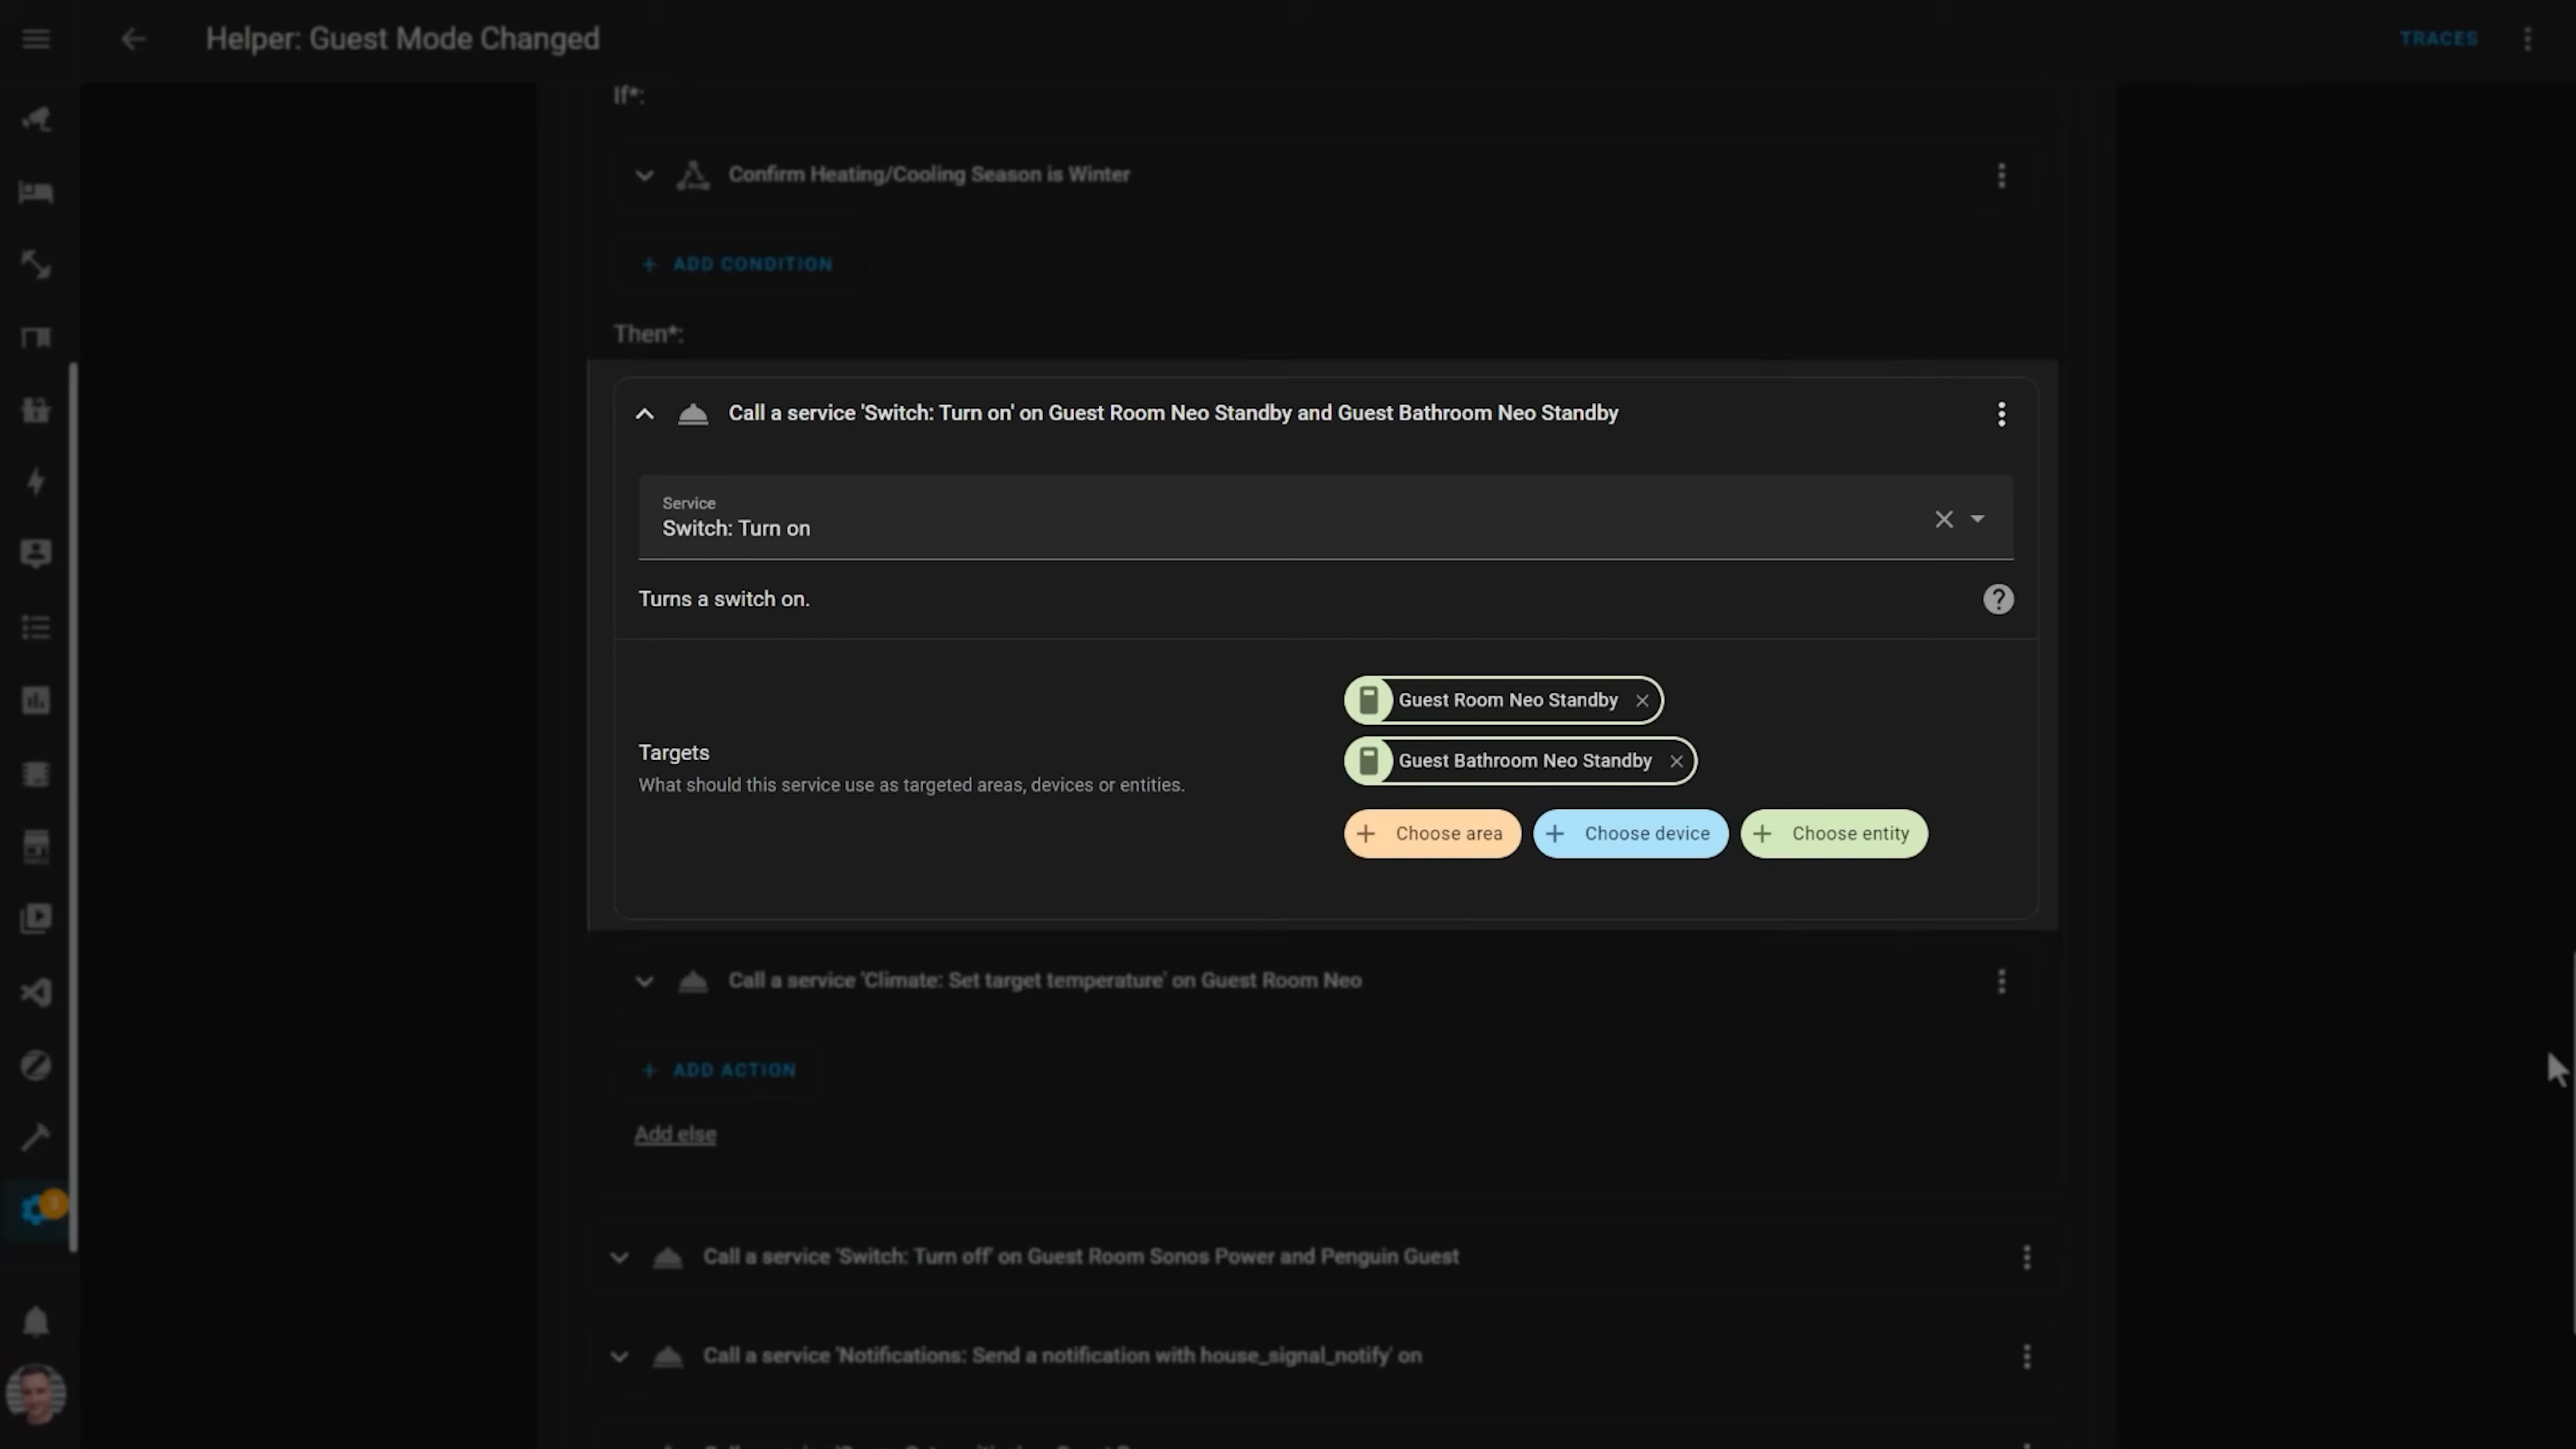 Helper: Guest Mode Changed
TRACES
If*:
Confirm Heating/Cooling Season is Winter
+ ADD CONDITION
Then*:
Call a service 'Switch: Turn on' on Guest Room Neo Standby and Guest Bathroom Neo Standby
Service
Switch: Turn on
Turns a switch on.
Guest Room Neo Standby
Targets
Guest Bathroom Neo Standby
What should this service use as targeted areas, devices or entities.
+ Choose area + Choose device + Choose entity
Call a service 'Climate: Set target temperature' on Guest Room Neo
+ ADD ACTION
Add else
Call a service 'Switch: Turn off' on Guest Room Sonos Power and Penguin Guest
Call a service 'Notifications: Send a notification with house_signal_notify' on